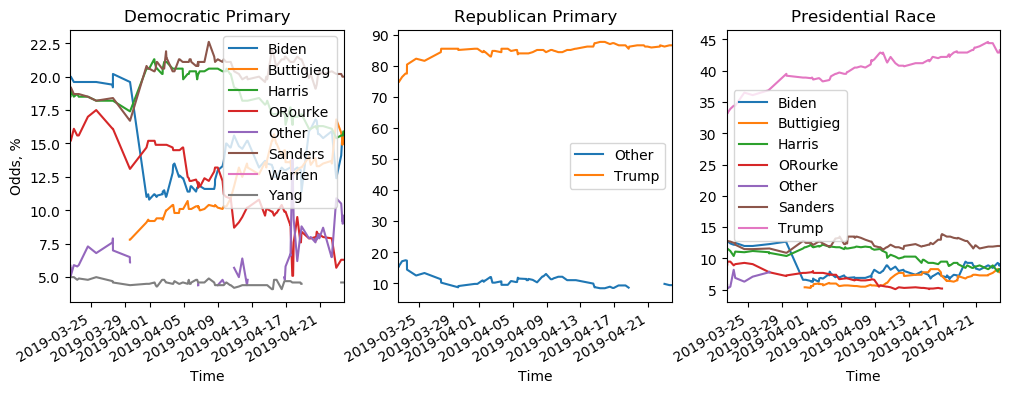 Democratic Primary
Odds, %
22.5
20.0
17.5
15.0
12.5
10.0
7.5
5.0
Biden
Buttigieg
Harris
ORourke
Other
Sanders
Warren
Yang
2019-03-25
2019-03-29
2019-04-01
2019-04-05
2019-04-09
2019-04-13
2019-04-17
2019-04-21
Time
Republican Primary
90
80
70
60
50
40
30
20
10
Other
Trump
2019-03-25
2019-03-29
2019-04-01
2019-04-05
2019-04-09
2019-04-13
2019-04-17
2019-04-21
Time
Presidential Race
45
40
35
30
25
20
15
10
5
Biden
Buttigieg
Harris
ORourke
Other
Sanders
Trump
2019-03-25
2019-03-29
2019-04-01
2019-04-05
2019-04-09
2019-04-13
2019-04-17
2019-04-21
Time